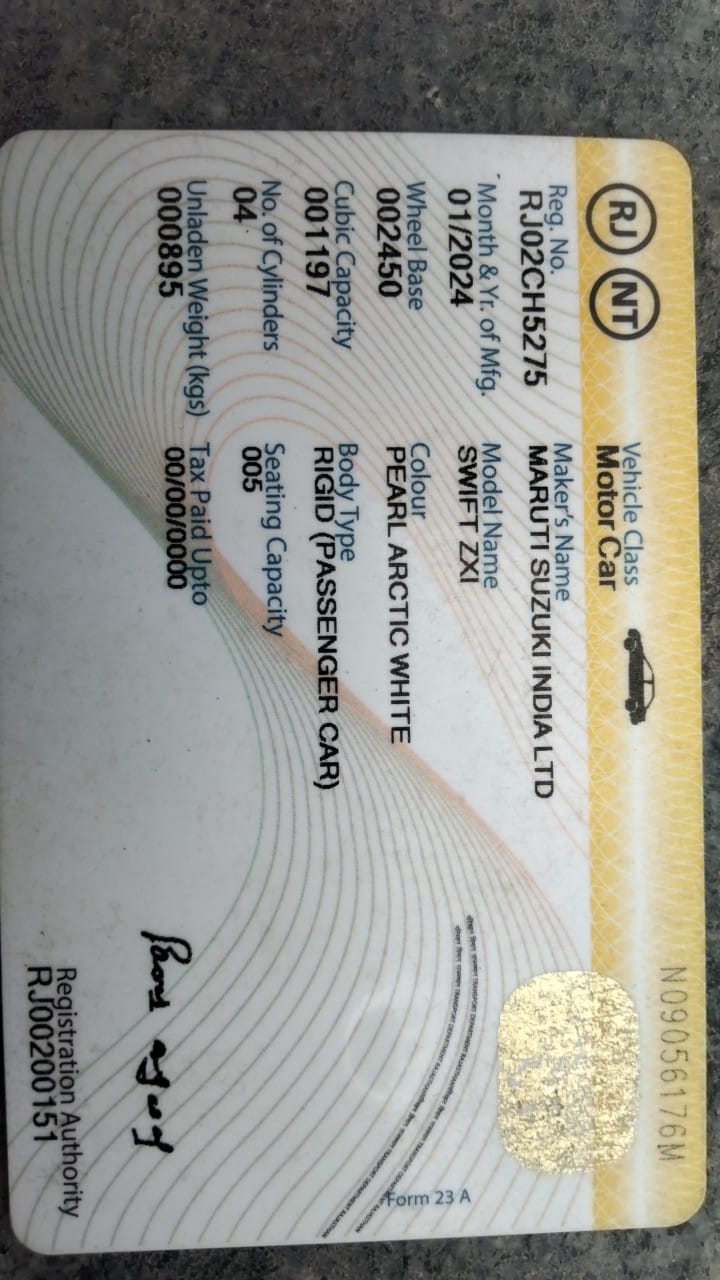 N09056176M
RJ NT
Vehicle Class
Motor Car
Reg. No. Maker's Name
RJ02CH5275 MARUTI SUZUKI INDIA LTD
Month & Yr. of Mfg. Model Name
01/2024 SWIFT ZXI
Wheel Base Colour
002450 PEARL ARCTIC WHITE
Cubic Capacity Body Type
001197 RIGID (PASSENGER CAR)
No. of Cylinders Seating Capacity
04 005
Unladen Weight (kgs) Tax Paid Upto
000895 00/00/0000
Form 23 A
Registration Authority
RJ00200151